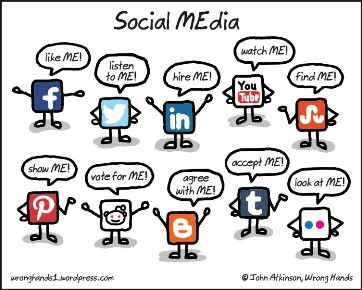 Social MEdia
like ME!
listen
to ME!
hire ME!
watch ME!
find ME!
f
in
You
Tube
show ME!
vote for ME!
agree
with ME!
accept ME!
look at ME!
t
wronghands1.wordpress.com
© John Atkinson, Wrong Hands